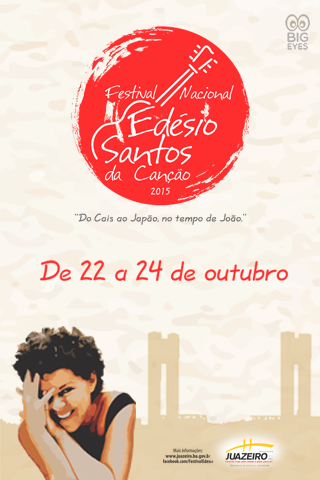 BIG
EYES
Festival Nacional
Edésio
Santos
da Canção
2015
"Do Cais ao Japão, no tempo de João."
De 22 a 24 de outubro
Mais informações:
www.juazeiro.ba.gov.br
JUAZEIRO